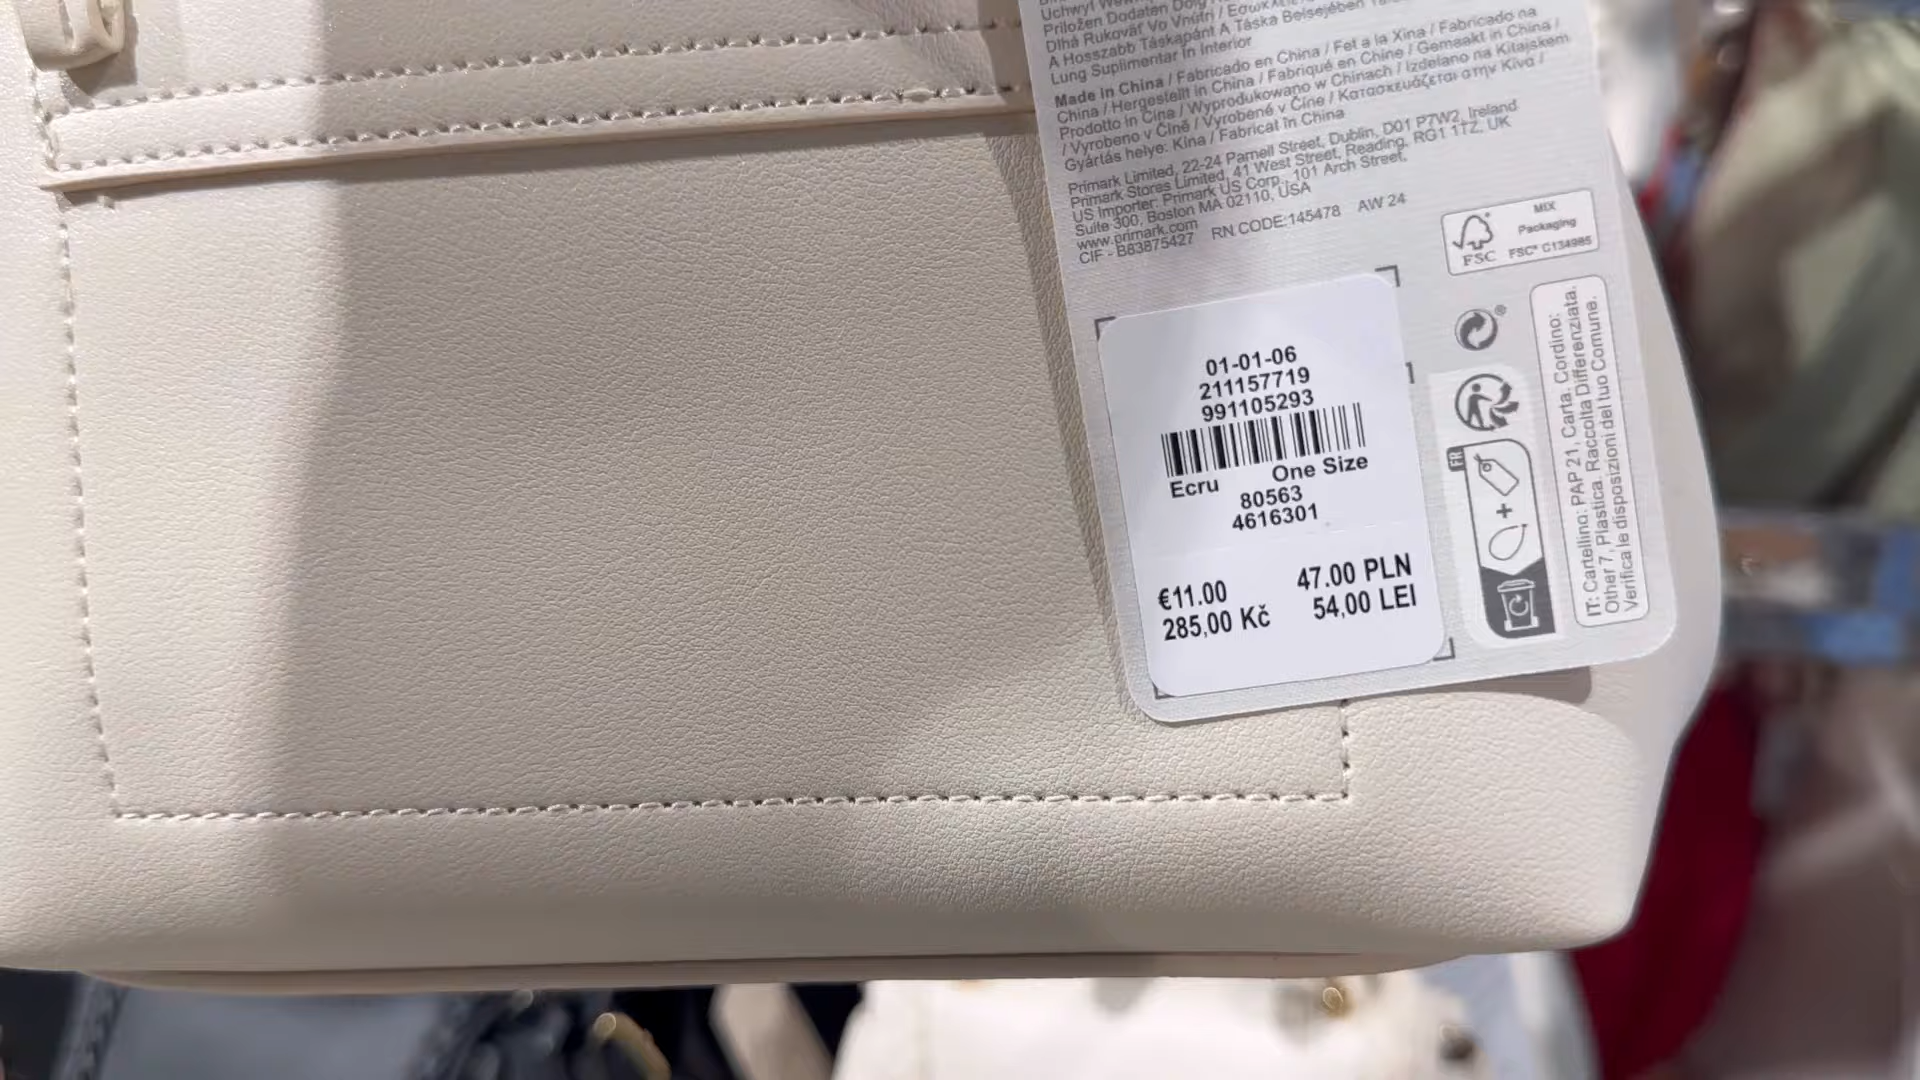 Uchwyt
Priložen Dodaten Dolg
Dlhá Rukoväť Vo Vnútri /
A Hosszabb Táskapánt A Táska Belsejében
Lung Suplimentar În Interior
Made in China / Fabricado en China / Fet a la Xina / Fabricado na
China / Hergestellt in China / Fabriqué en Chine / Gemaakt in China /
Prodotto in Cina / Wyprodukowano w Chinach / Izdelano na Kitajskem
/ Vyrobeno v Číně / Vyrobené v Číne / Κατασκευάζεται στην Κίνα /
Gyártás helye: Kína / Fabricat în China
Primark Limited, 22-24 Parnell Street, Dublin, D01 P7W2, Ireland
Primark Stores Limited, 41 West Street, Reading, RG1 1TZ, UK
US Importer: Primark US Corp., 101 Arch Street,
Suite 300, Boston MA 02110, USA
www.primark.com
CIF - B83875427 RN CODE:145478 AW 24
MIX
Packaging
FSC FSC® C134985
01-01-06
211157719
991105293
Ecru One Size
80563
4616301
€11.00 47.00 PLN
285,00 Kč 54,00 LEI
FR
IT: Cartellino: PAP 21, Carta. Cordino:
Other 7, Plastica. Raccolta Differenziata.
Verifica le disposizioni del tuo Comune.